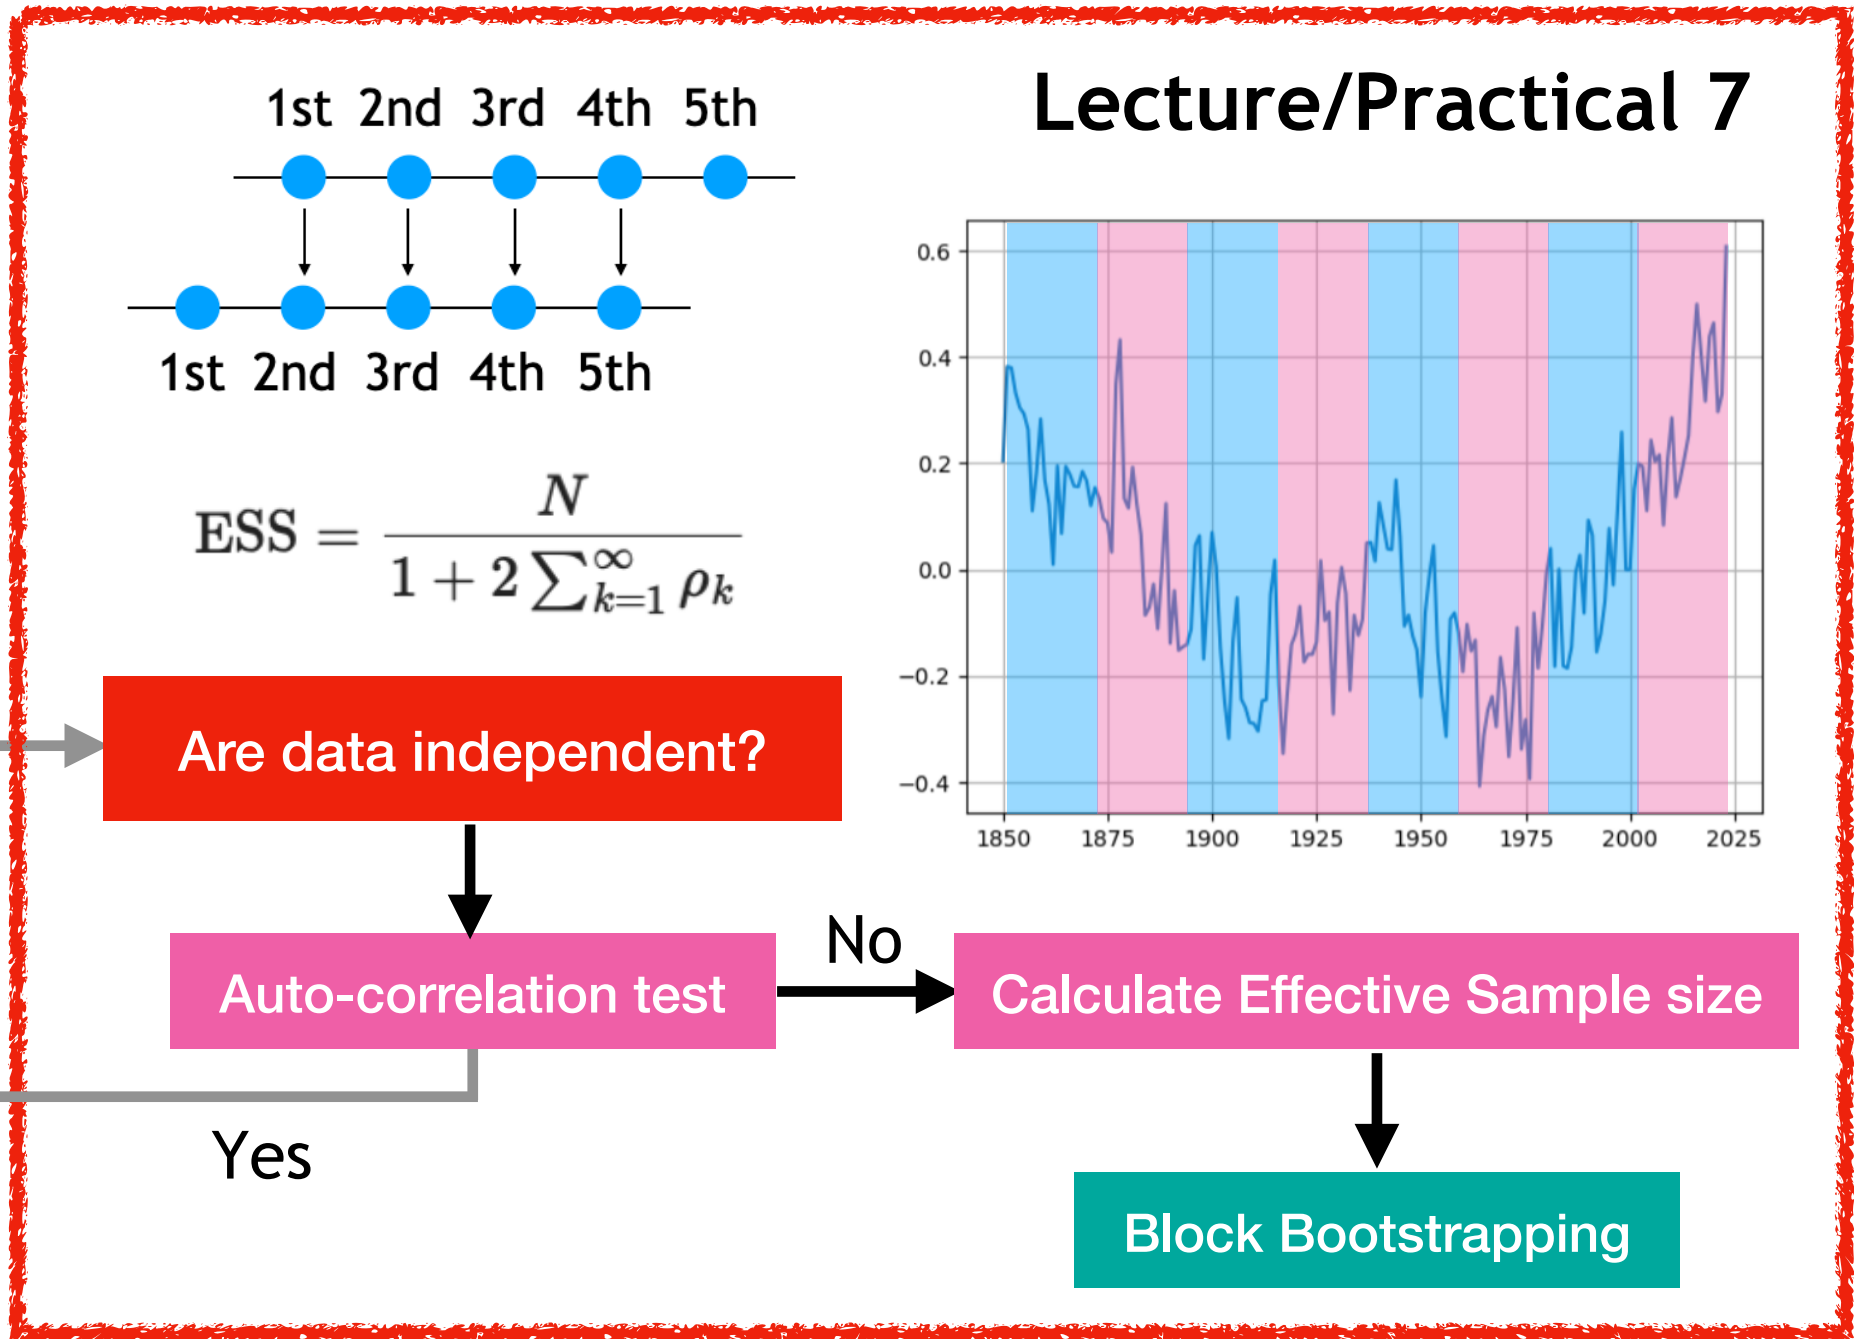 Lecture/Practical 7
1st 2nd 3rd 4th 5th
1st 2nd 3rd 4th 5th
ESS = N / (1 + 2 ∑_{k=1}^{∞} ρ_k)
0.6
0.4
0.2
0.0
−0.2
−0.4
1850 1875 1900 1925 1950 1975 2000 2025
Are data independent?
Auto-correlation test
No
Calculate Effective Sample size
Yes
Block Bootstrapping